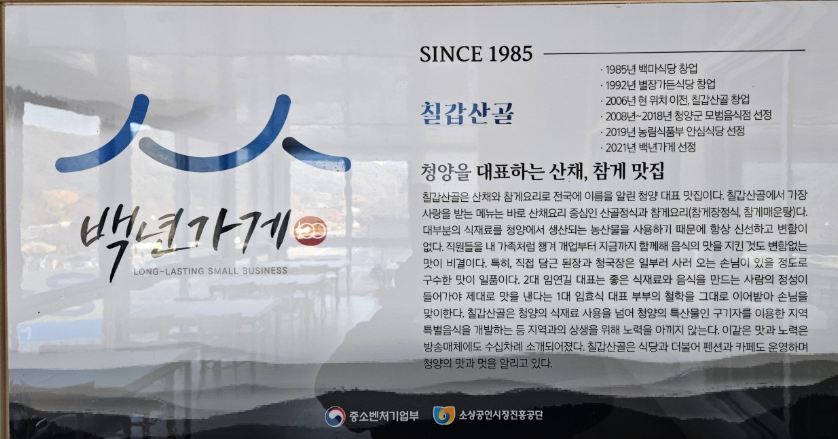 SINCE 1985
· 1985년 백마식당 창업
· 1992년 별장가든식당 창업
· 2006년 현 위치 이전, 칠갑산골 창업
· 2008년~2018년 청양군 모범음식점 선정
· 2019년 농림식품부 안심식당 선정
· 2021년 백년가게 선정
칠갑산골
청양을 대표하는 산채, 참게 맛집
칠갑산골은 산채와 참게요리로 전국에 이름을 알린 청양 대표 맛집이다. 칠갑산골에서 가장
사랑을 받는 메뉴는 바로 산채요리 중심인 산골정식과 참게요리(참게장정식, 참게매운탕)다.
대부분의 식재료를 청양에서 생산되는 농산물을 사용하기 때문에 항상 신선하고 변함이
없다. 직원들을 내 가족처럼 챙겨 개업부터 지금까지 함께해 음식의 맛을 지킨 것도 변함없는
맛이 비결이다. 특히, 직접 담근 된장과 청국장은 일부러 사러 오는 손님이 있을 정도로
구수한 맛이 일품이다. 2대 임연길 대표는 좋은 식재료와 음식을 만드는 사람의 정성이
들어가야 제대로 맛을 낸다는 1대 임효식 대표 부부의 철학을 그대로 이어받아 손님을
맞이한다. 칠갑산골은 청양의 식재료 사용을 넘어 청양의 특산물인 구기자를 이용한 지역
특별음식을 개발하는 등 지역과의 상생을 위해 노력을 아끼지 않는다. 이같은 맛과 노력은
방송매체에도 수십차례 소개되어졌다. 칠갑산골은 식당과 더불어 펜션과 카페도 운영하며
청양의 맛과 멋을 알리고 있다.
백년가게 100
LONG-LASTING SMALL BUSINESS
중소벤처기업부 소상공인시장진흥공단